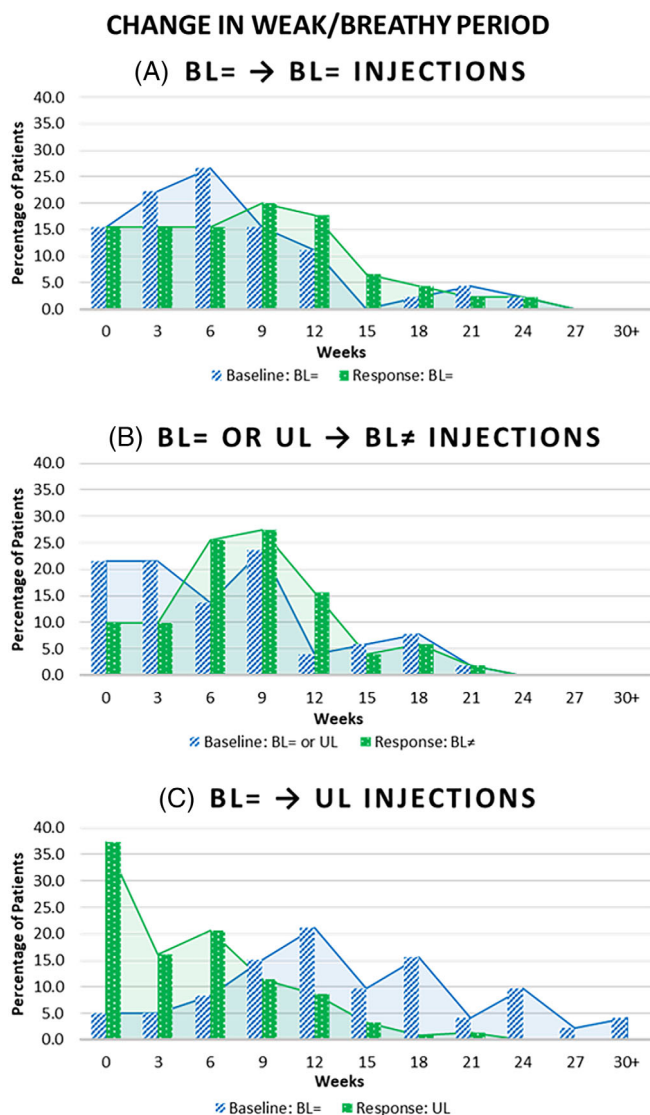 CHANGE IN WEAK/BREATHY PERIOD
(A) BL= → BL= INJECTIONS
Percentage of Patients
40.0
35.0
30.0
25.0
20.0
15.0
10.0
5.0
0.0
0 3 6 9 12 15 18 21 24 27 30+
Weeks
Baseline: BL= Response: BL=
(B) BL= OR UL → BL≠ INJECTIONS
Percentage of Patients
40.0
35.0
30.0
25.0
20.0
15.0
10.0
5.0
0.0
0 3 6 9 12 15 18 21 24 27 30+
Weeks
Baseline: BL= or UL Response: BL≠
(C) BL= → UL INJECTIONS
Percentage of Patients
40.0
35.0
30.0
25.0
20.0
15.0
10.0
5.0
0.0
0 3 6 9 12 15 18 21 24 27 30+
Weeks
Baseline: BL= Response: UL